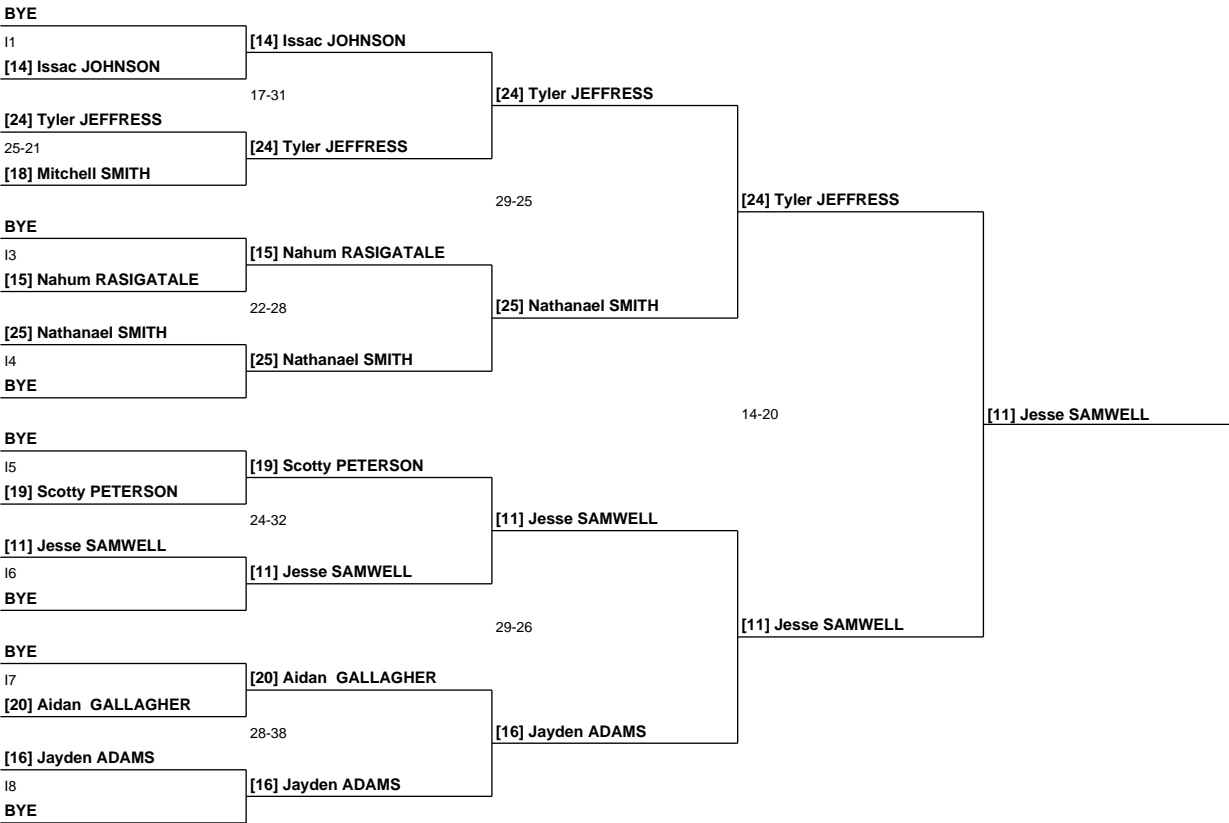 BYE
I1
[14] Issac JOHNSON
[14] Issac JOHNSON
17-31
[24] Tyler JEFFRESS
[24] Tyler JEFFRESS
25-21
[24] Tyler JEFFRESS
[18] Mitchell SMITH
29-25
[24] Tyler JEFFRESS
BYE
I3
[15] Nahum RASIGATALE
[15] Nahum RASIGATALE
22-28
[25] Nathanael SMITH
[25] Nathanael SMITH
I4
[25] Nathanael SMITH
BYE
14-20
[11] Jesse SAMWELL
BYE
I5
[19] Scotty PETERSON
[19] Scotty PETERSON
24-32
[11] Jesse SAMWELL
[11] Jesse SAMWELL
I6
[11] Jesse SAMWELL
BYE
29-26
[11] Jesse SAMWELL
BYE
I7
[20] Aidan  GALLAGHER
[20] Aidan  GALLAGHER
28-38
[16] Jayden ADAMS
[16] Jayden ADAMS
I8
[16] Jayden ADAMS
BYE